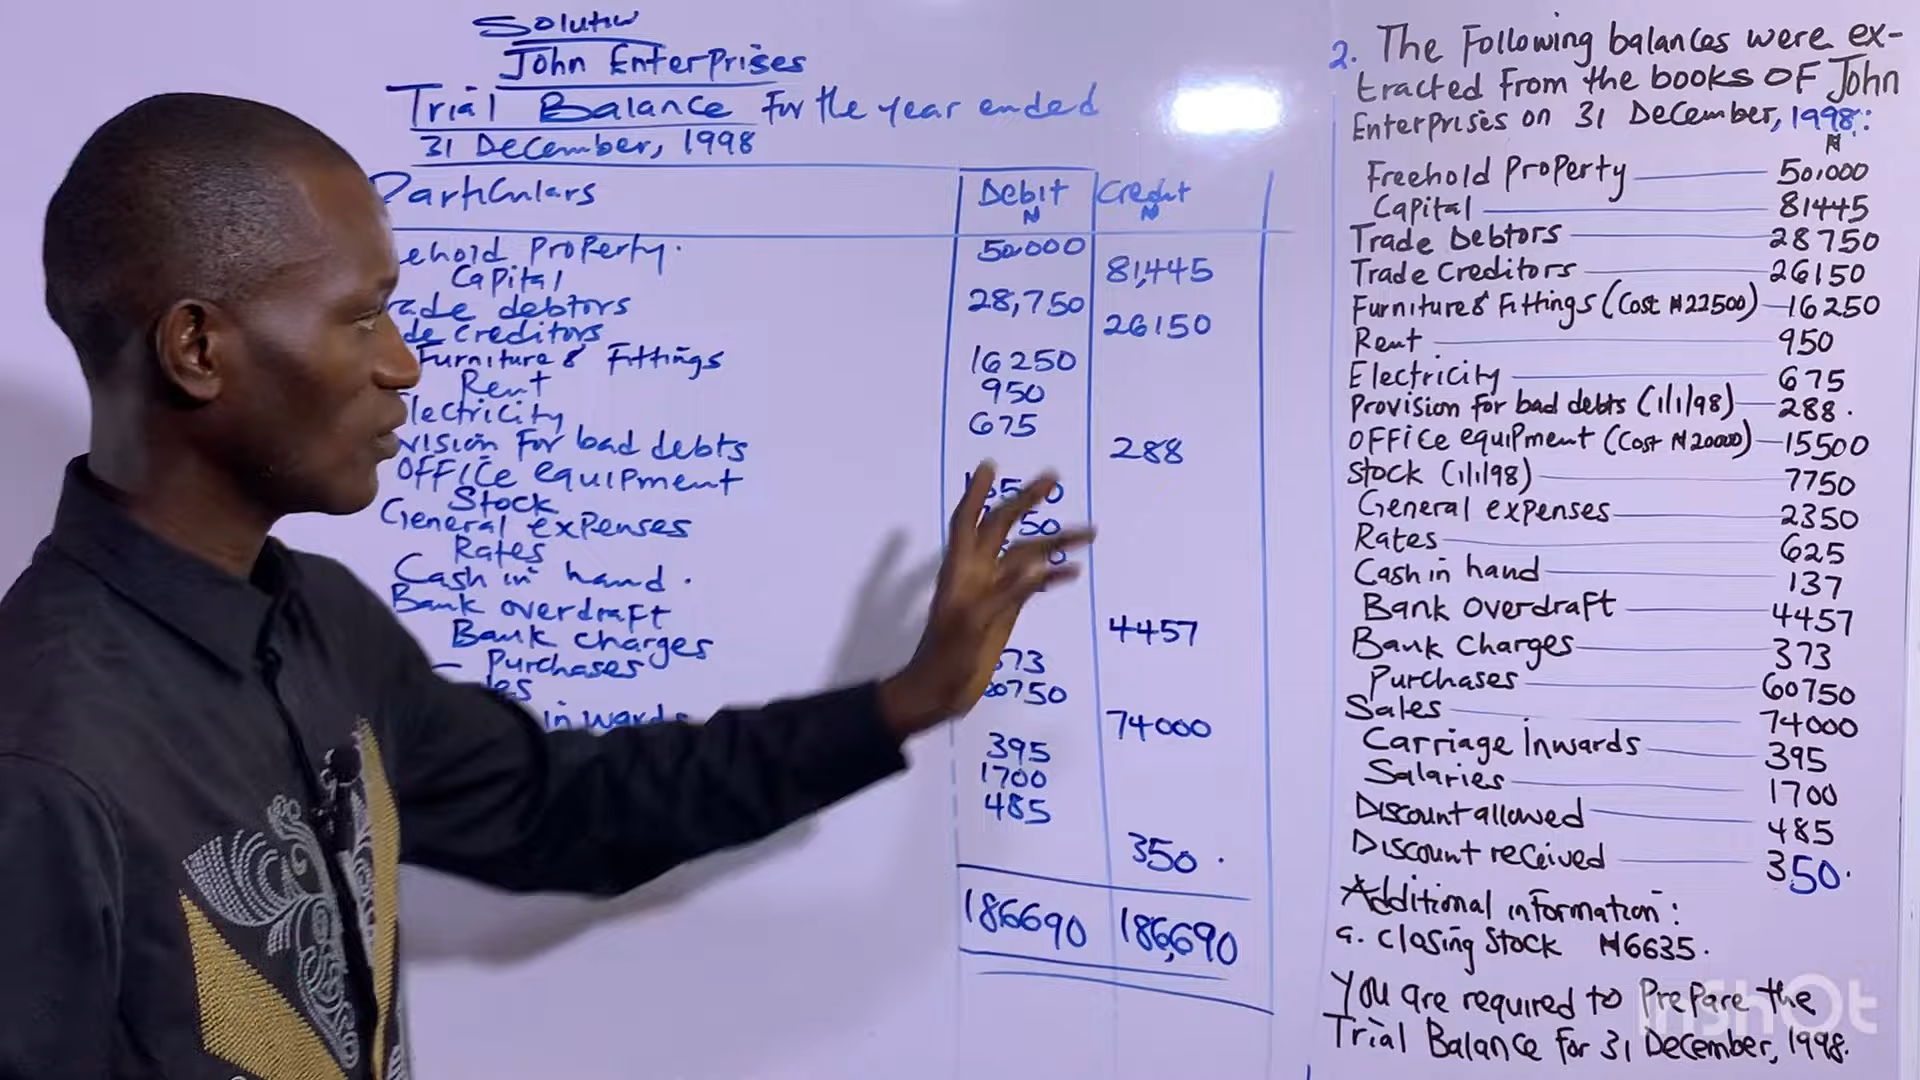 Solution
John Enterprises
Trial Balance for the year ended
31 December, 1998
Particulars Debit Credit
₦ ₦
ehold Property. 50,000
Capital 81,445
ade debtors 28,750
de creditors 26150
Furniture & Fittings 16250
Rent 950
lectricity 675
vision for bad debts 288
Office equipment
Stock 50
General expenses
Rates
Cash in hand.
Bank overdraft 4457
Bank charges 373
Purchases 60750
les 74000
inwards 395
1700
485
350.
186690 186,690
2. The Following balances were ex-
tracted from the books OF John
Enterprises on 31 December, 1998:
₦
Freehold Property 50,000
Capital 81445
Trade Debtors 28750
Trade Creditors 26150
Furniture & Fittings (Cost ₦22500) 16250
Rent 950
Electricity 675
Provision for bad debts (1/1/98) 288.
Office equipment (Cost ₦20000) 15500
Stock (1/1/98) 7750
General expenses 2350
Rates 625
Cash in hand 137
Bank Overdraft 4457
Bank Charges 373
Purchases 60750
Sales 74000
Carriage Inwards 395
Salaries 1700
Discount allowed 485
Discount received 350.
Additional information:
a. Closing Stock ₦6635.
You are required to Prepare the
Trial Balance for 31 December, 1998.
InShOt